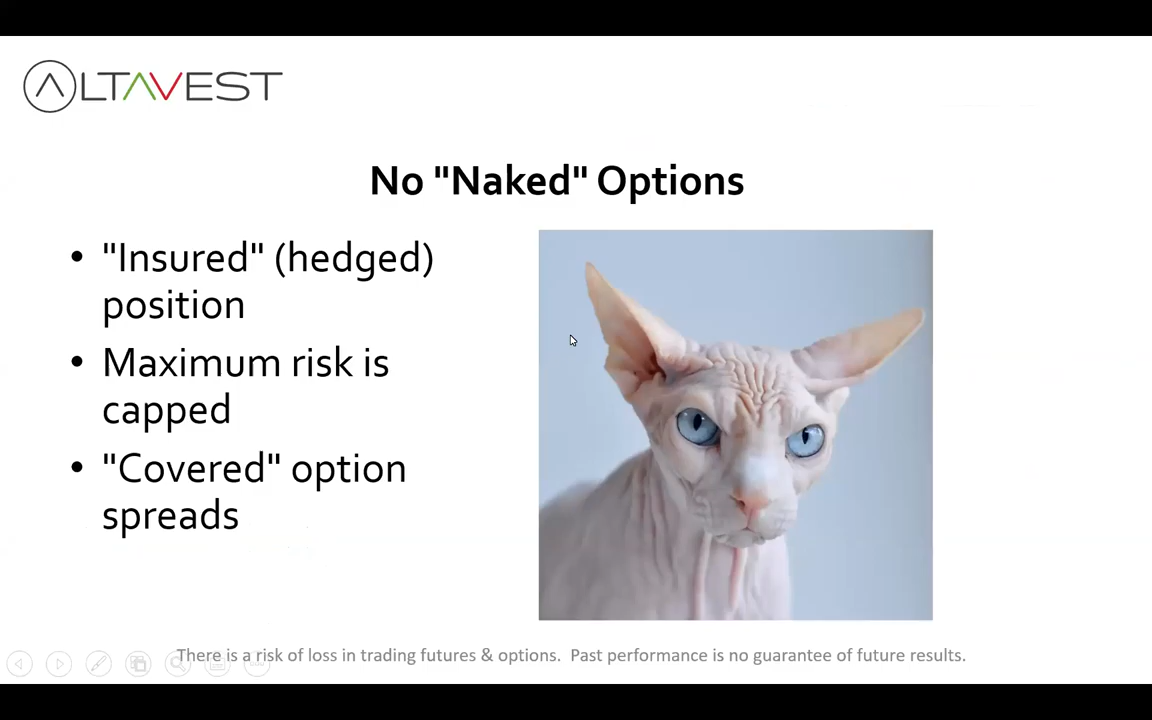 ALTAVEST
No "Naked" Options
• "Insured" (hedged)
position
• Maximum risk is
capped
• "Covered" option
spreads
There is a risk of loss in trading futures & options.  Past performance is no guarantee of future results.